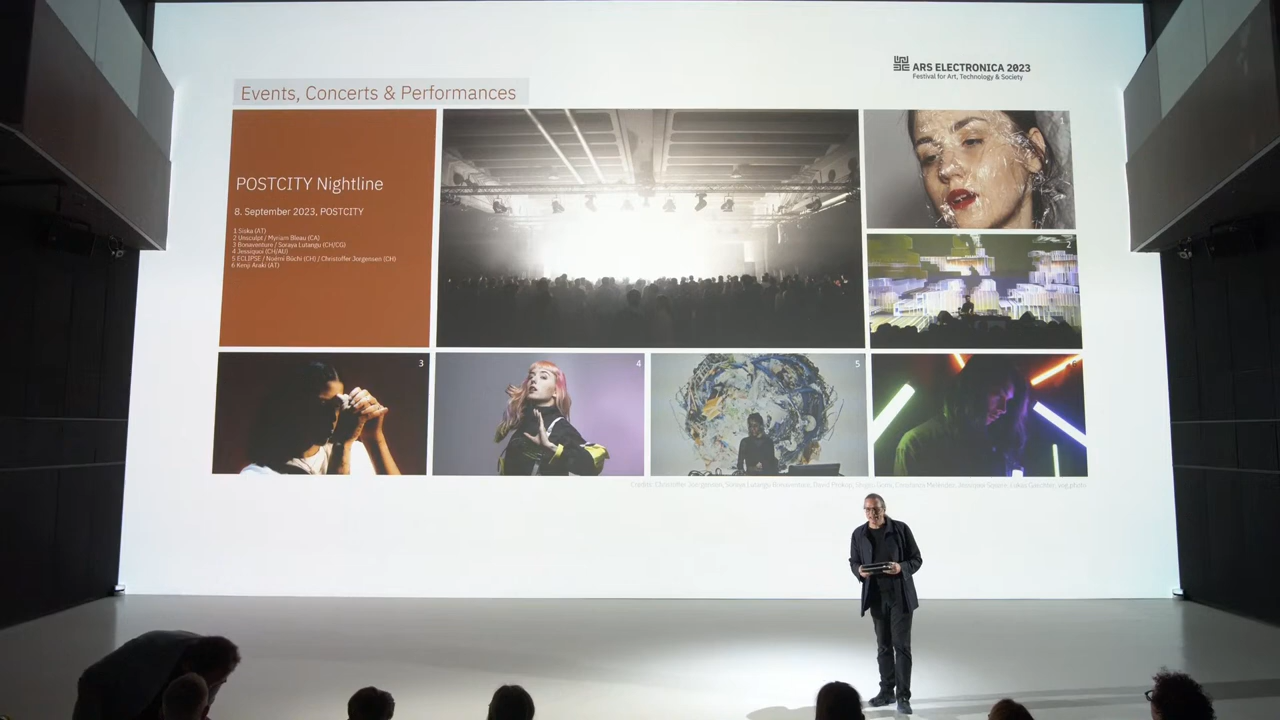 ARS ELECTRONICA 2023
Festival for Art, Technology & Society
Events, Concerts & Performances
POSTCITY Nightline
8. September 2023, POSTCITY
1 Siska (AT)
2 Unsculpt / Myriam Bleau (CA)
3 Bonaventure / Soraya Lutangu (CH/CG)
4 Jessiquoi (CH/AU)
5 ECLIPSE / Noémi Büchi (CH) / Christoffer Jorgensen (CH)
6 Kenji Araki (AT)
2
3
4
5